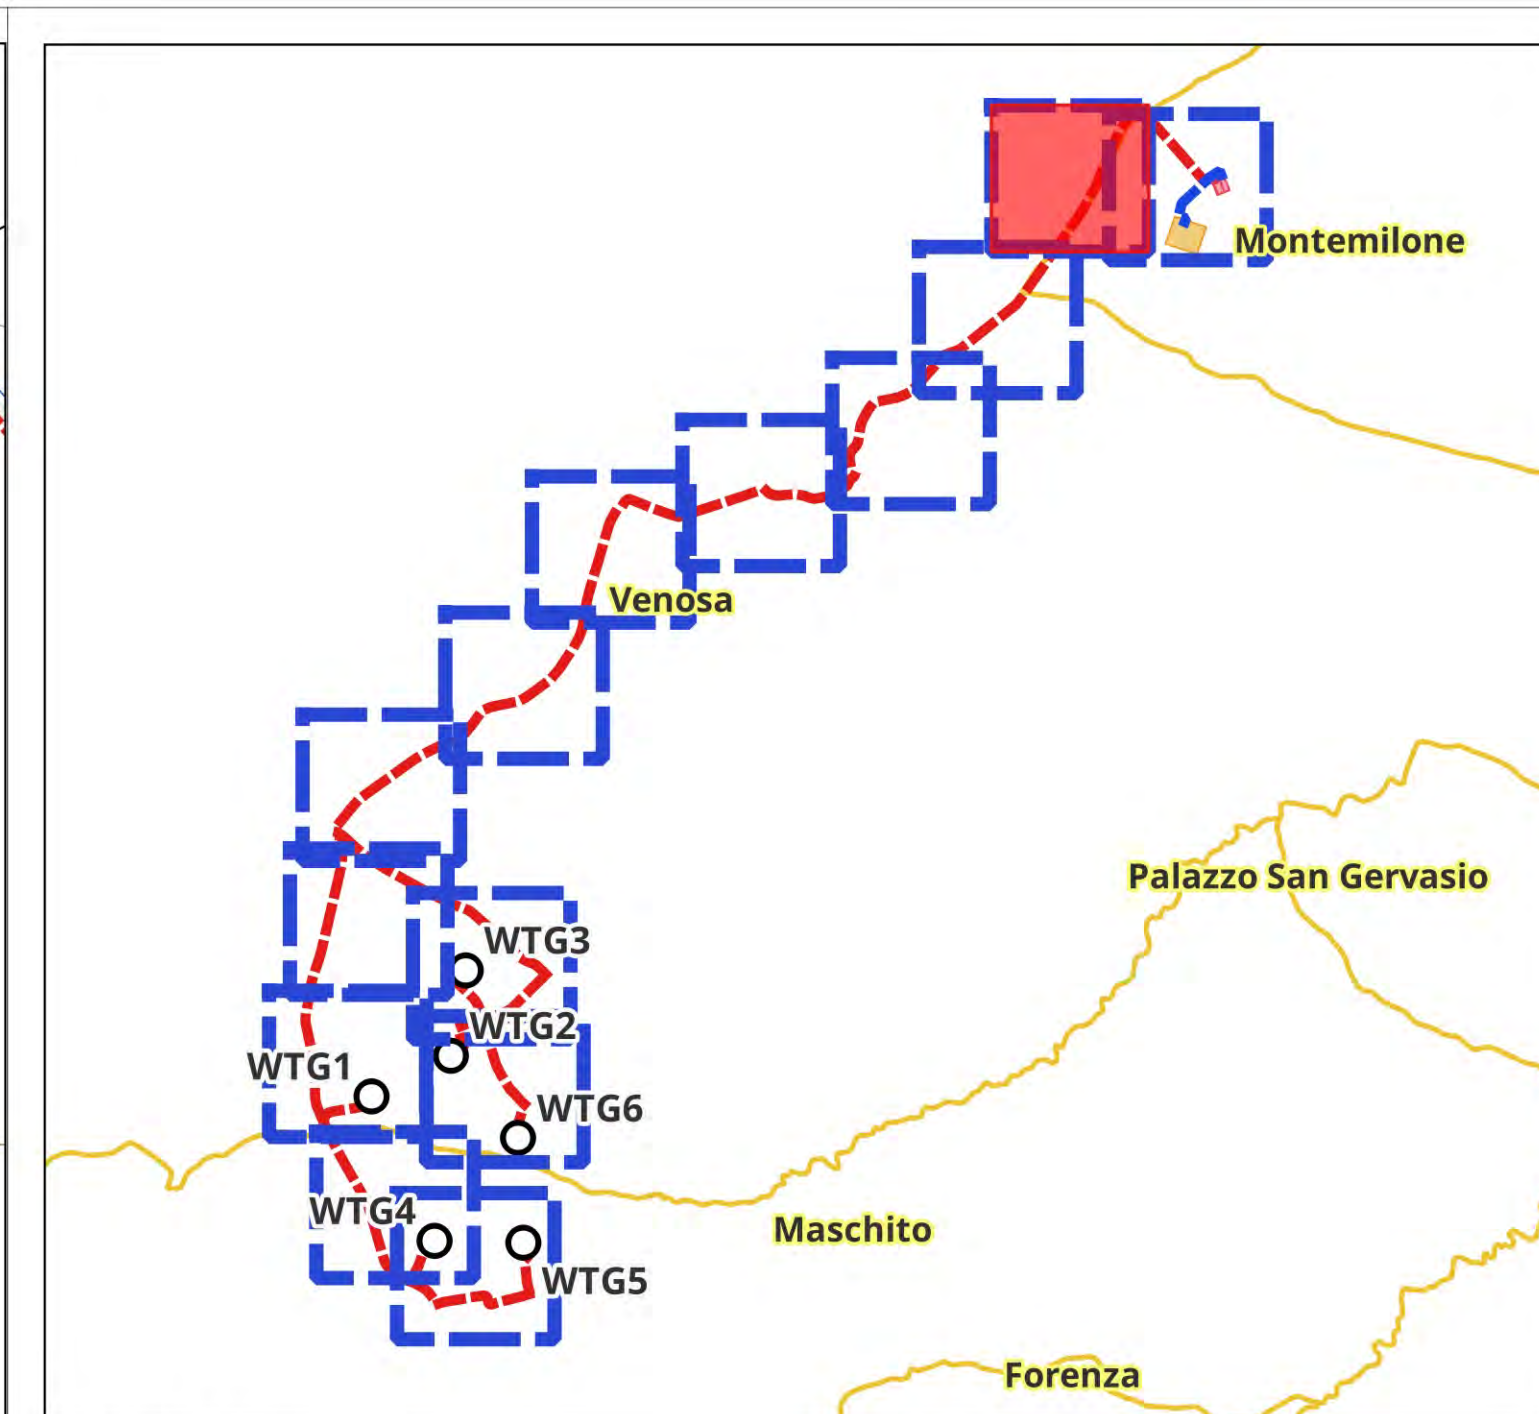 Montemilone
Venosa
Palazzo San Gervasio
WTG3
WTG2
WTG1
WTG6
WTG4
Maschito
WTG5
Forenza